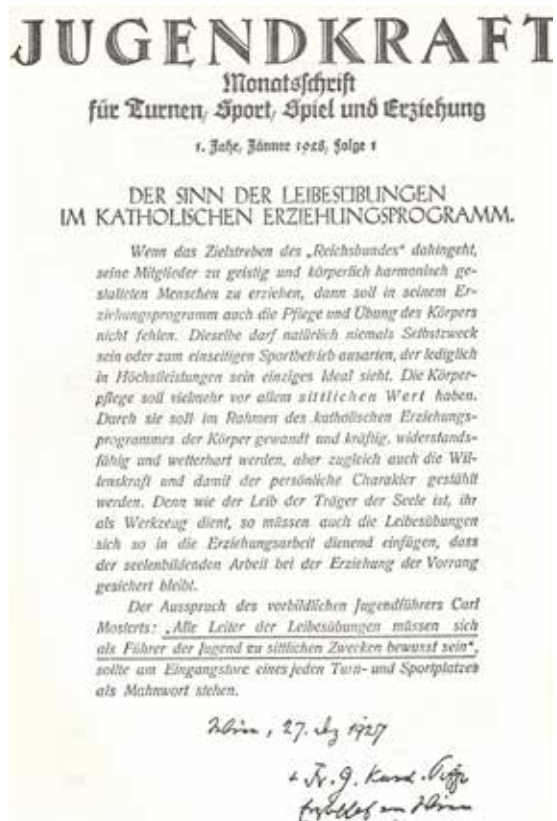 JUGENDKRAFT
Monatsschrift
für Turnen, Sport, Spiel und Erziehung
1. Jahr, Jänner 1928, Folge 1
DER SINN DER LEIBESÜBUNGEN
IM KATHOLISCHEN ERZIEHUNGSPROGRAMM.
Wenn das Zielstreben des „Reichsbundes" dahingeht,
seine Mitglieder zu geistig und körperlich harmonisch ge-
stalteten Menschen zu erziehen, dann soll in seinem Er-
ziehungsprogramm auch die Pflege und Übung des Körpers
nicht fehlen. Dieselbe darf natürlich niemals Selbstzweck
sein oder zum einseitigen Sportbetrieb ausarten, der lediglich
in Höchstleistungen sein einziges Ideal sieht. Die Körper-
pflege soll vielmehr vor allem sittlichen Wert haben.
Durch sie soll im Rahmen des katholischen Erziehungs-
programmes der Körper gewandt und kräftig, widerstands-
fähig und wetterhart werden, aber zugleich auch die Wil-
lenskraft und damit der persönliche Charakter gestählt
werden. Denn wie der Leib der Träger der Seele ist, ihr
als Werkzeug dient, so müssen auch die Leibesübungen
sich so in die Erziehungsarbeit dienend einfügen, dass
der seelenbildenden Arbeit bei der Erziehung der Vorrang
gesichert bleibt.
Der Ausspruch des vorbildlichen Jugendführers Carl
Mosterts: „Alle Leiter der Leibesübungen müssen sich
als Führer der Jugend zu sittlichen Zwecken bewusst sein",
sollte am Eingangstore eines jeden Turn- und Sportplatzes
als Mahnwort stehen.
Wien, 27. 1927
+ Fr. G. Kard. Piffl
Erzbischof von Wien